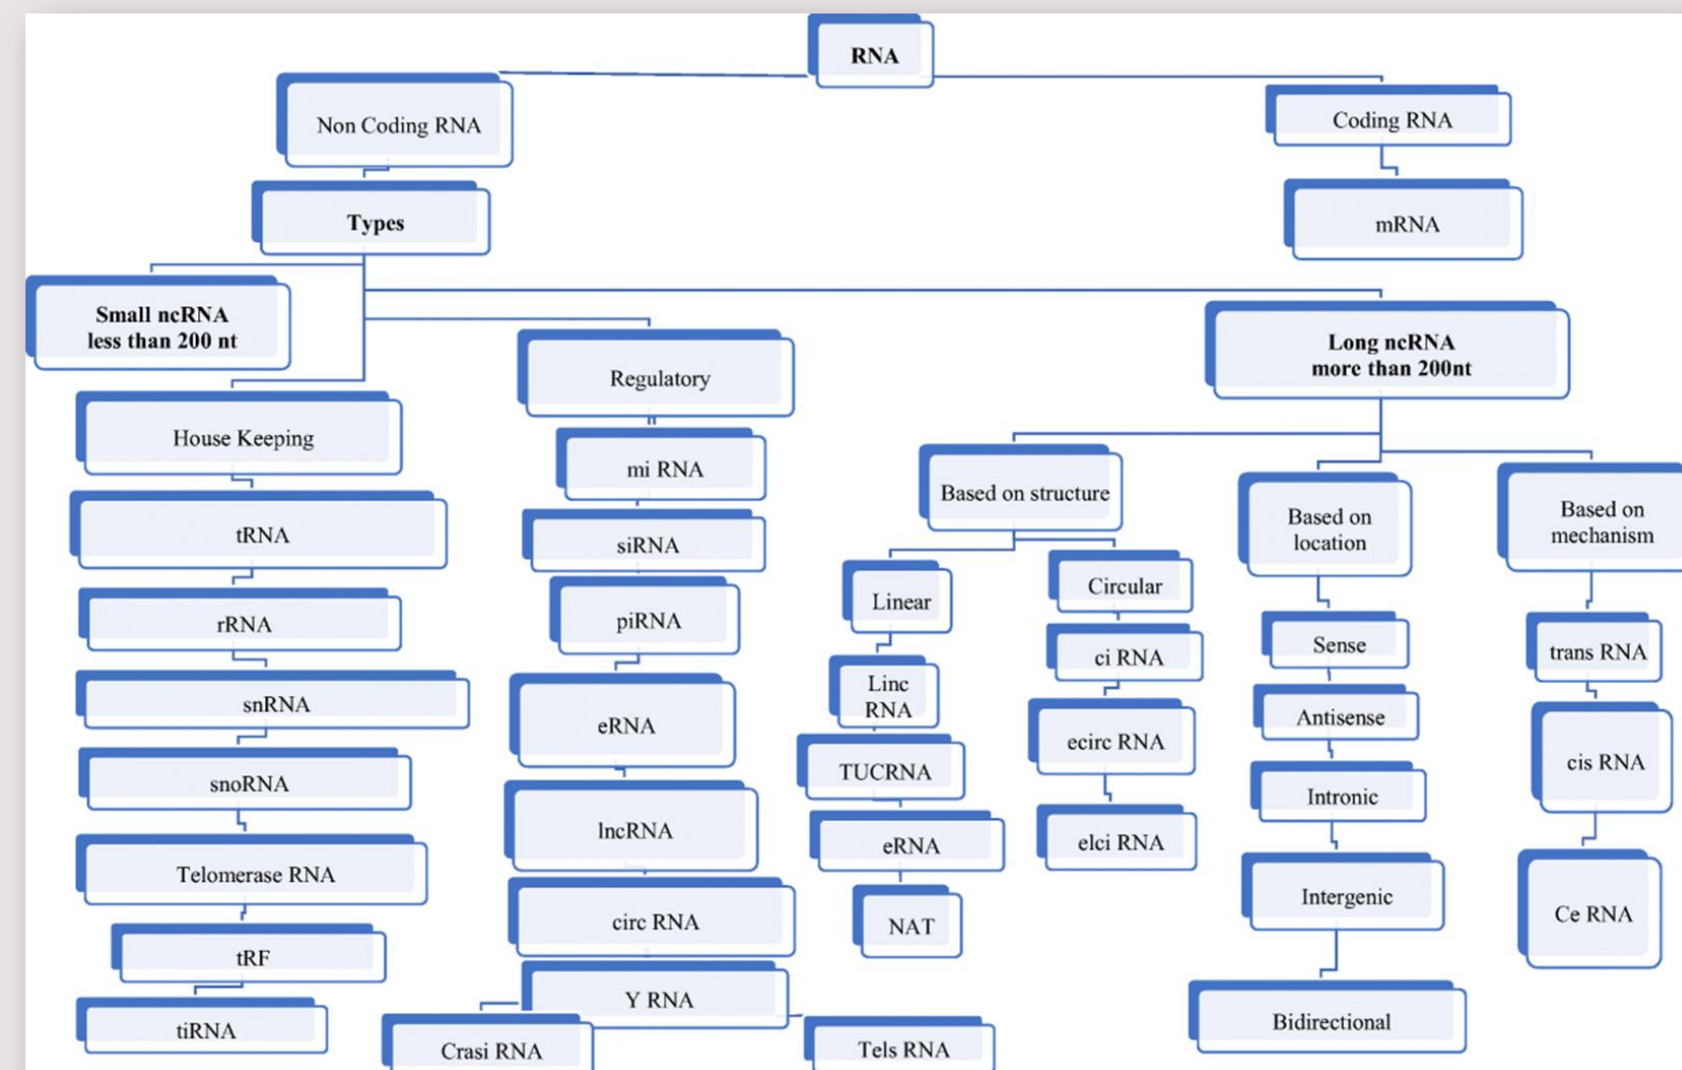 RNA
Non Coding RNA
Coding RNA
Types
mRNA
Small ncRNA
less than 200 nt
Long ncRNA
more than 200nt
House Keeping
tRNA
rRNA
snRNA
snoRNA
Telomerase RNA
tRF
tiRNA
Regulatory
mi RNA
siRNA
piRNA
eRNA
lncRNA
circ RNA
Y RNA
Crasi RNA
Tels RNA
Based on structure
Linear
Linc
RNA
TUCRNA
eRNA
NAT
Circular
ci RNA
ecirc RNA
elci RNA
Based on
location
Sense
Antisense
Intronic
Intergenic
Bidirectional
Based on
mechanism
trans RNA
cis RNA
Ce RNA